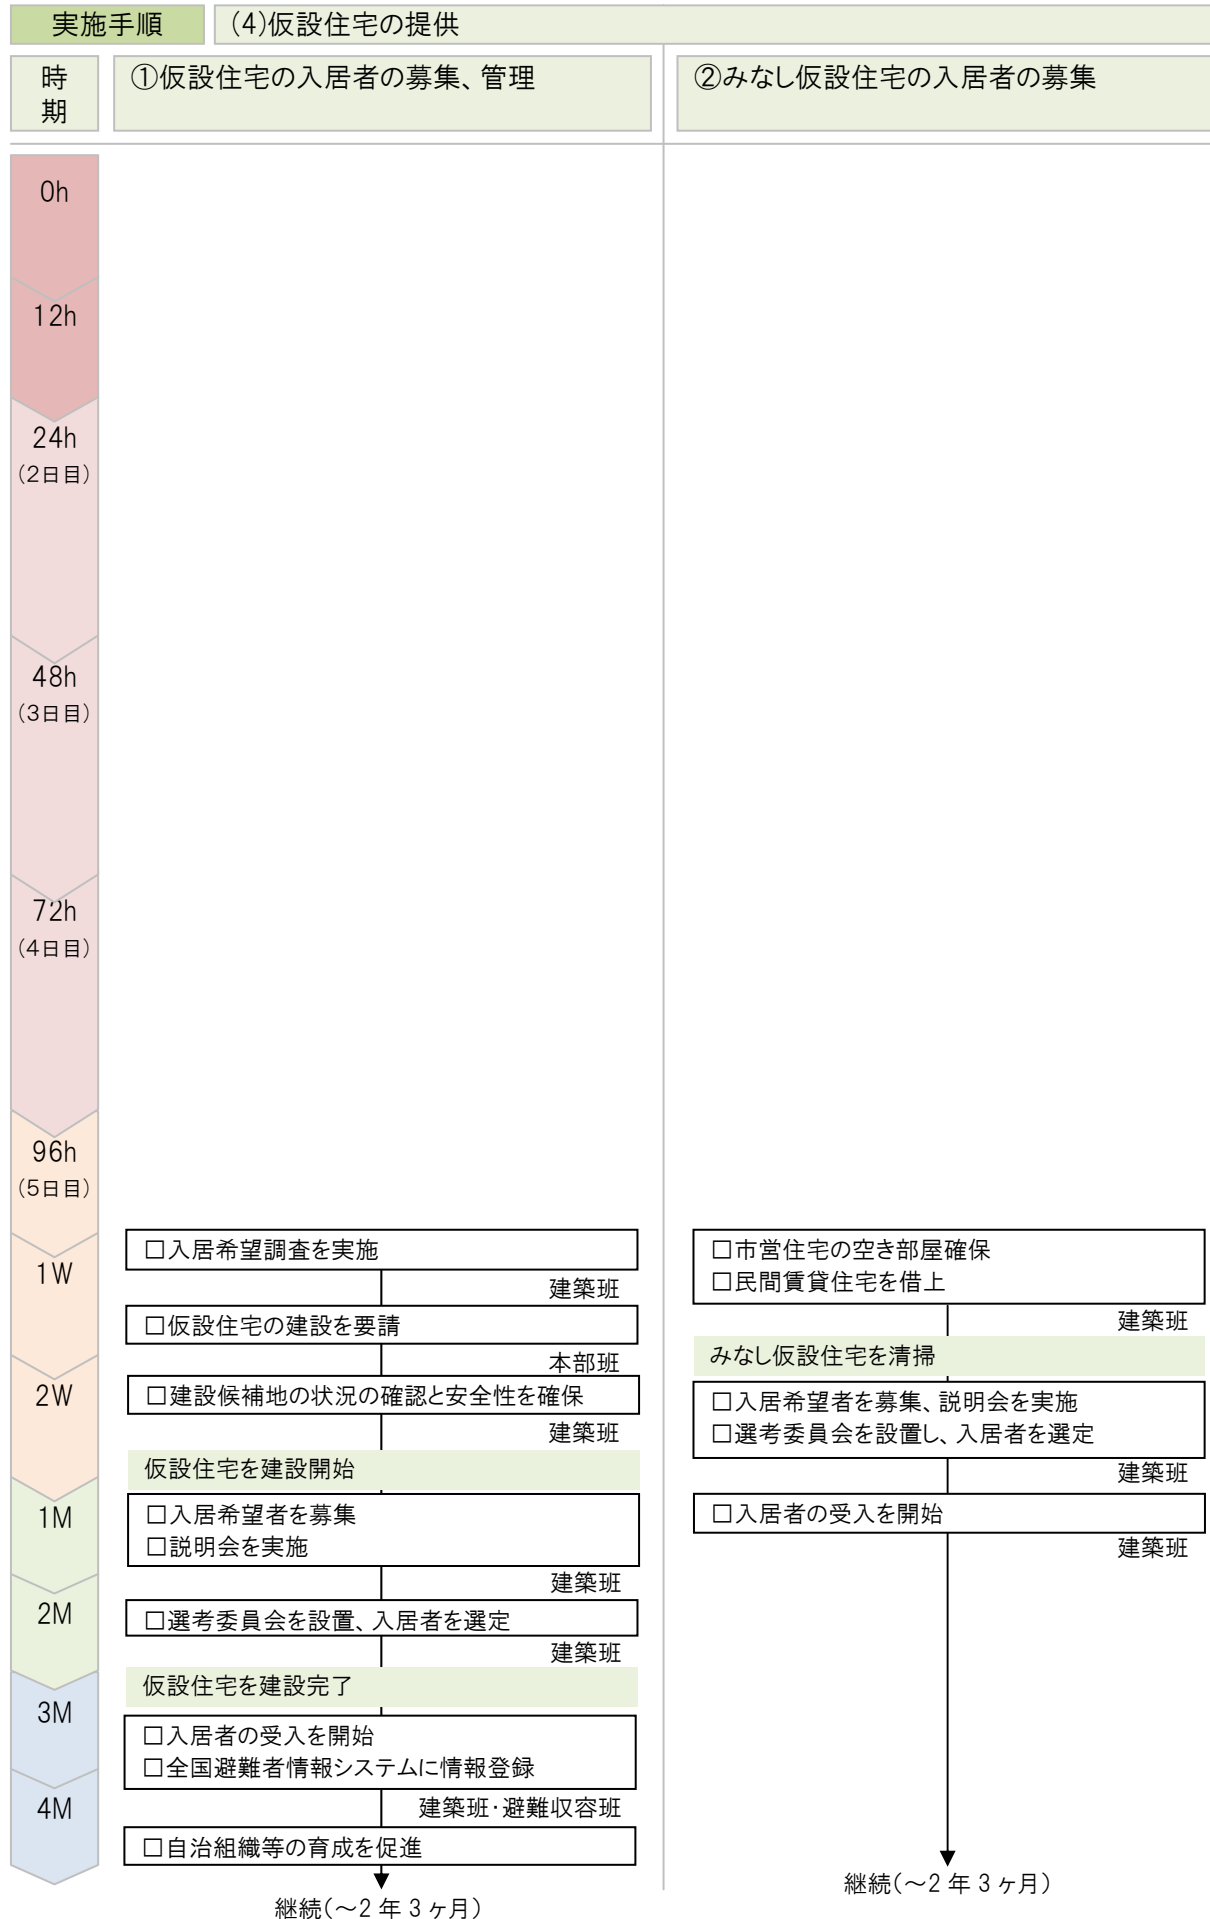 実施手順
(4)仮設住宅の提供
時
期
①仮設住宅の入居者の募集、管理
②みなし仮設住宅の入居者の募集
0h
12h
24h
(2日目)
48h
(3日目)
72h
(4日目)
96h
(5日目)
1W
2W
1M
2M
3M
4M
□入居希望調査を実施
建築班
□仮設住宅の建設を要請
本部班
□建設候補地の状況の確認と安全性を確保
建築班
仮設住宅を建設開始
□入居希望者を募集
□説明会を実施
建築班
□選考委員会を設置、入居者を選定
建築班
仮設住宅を建設完了
□入居者の受入を開始
□全国避難者情報システムに情報登録
建築班・避難収容班
□自治組織等の育成を促進
継続(～2年3ヶ月)
□市営住宅の空き部屋確保
□民間賃貸住宅を借上
建築班
みなし仮設住宅を清掃
□入居希望者を募集、説明会を実施
□選考委員会を設置し、入居者を選定
建築班
□入居者の受入を開始
建築班
継続(～2年3ヶ月)